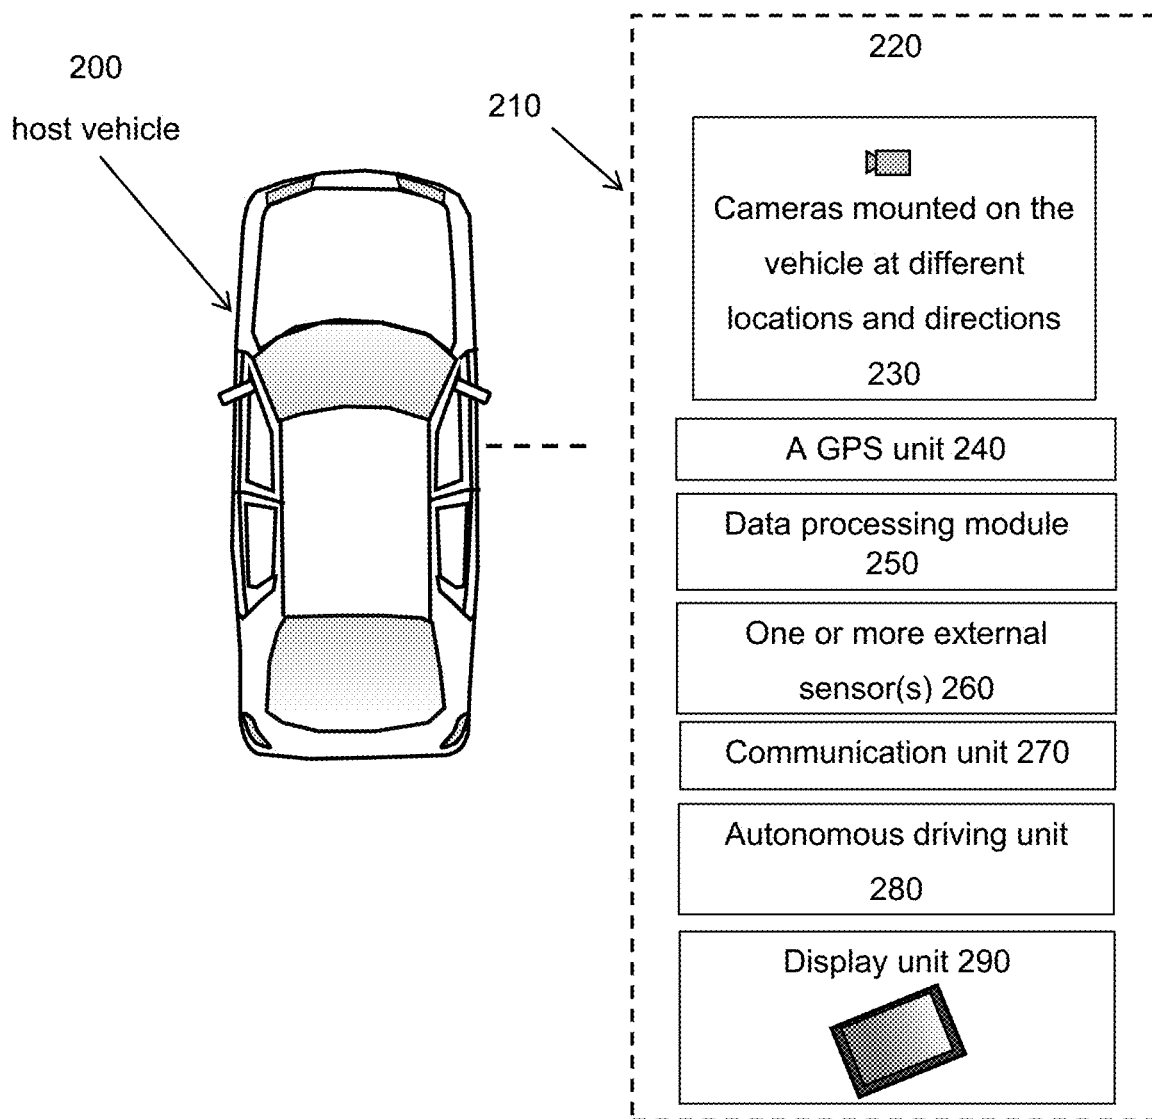 200
host vehicle
210
220
Cameras mounted on the
vehicle at different
locations and directions
230
A GPS unit 240
Data processing module
250
One or more external
sensor(s) 260
Communication unit 270
Autonomous driving unit
280
Display unit 290